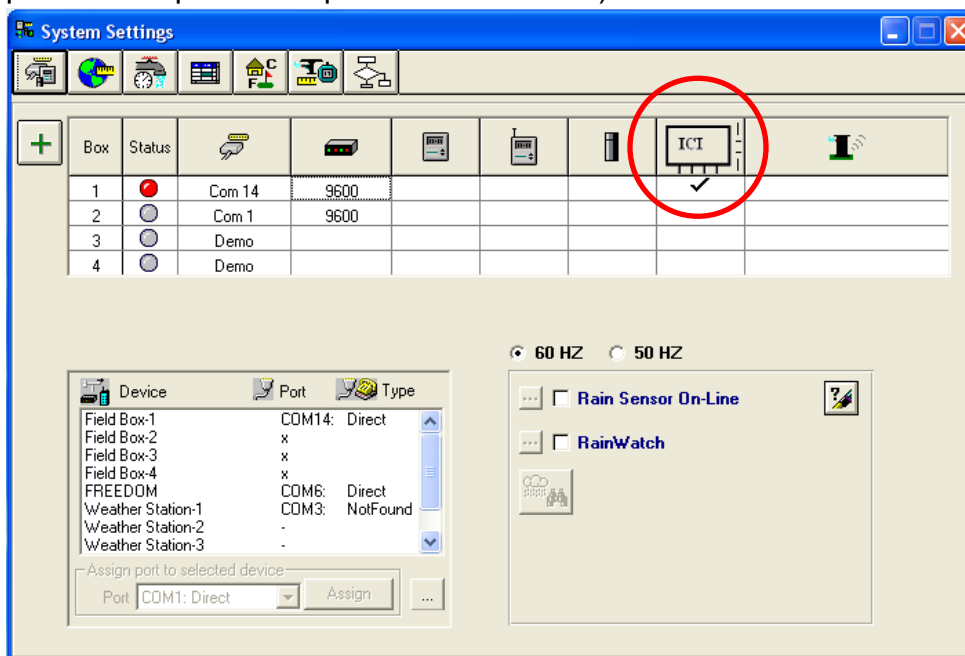 System Settings
C
F
Box Status ICI
1 Com 14 9600
2 Com 1 9600
3 Demo
4 Demo
60 HZ 50 HZ
Device Port Type
Field Box-1 COM14: Direct
Field Box-2 x
Field Box-3 x
Field Box-4 x
FREEDOM COM6: Direct
Weather Station-1 COM3: NotFound
Weather Station-2 -
Weather Station-3 -
Assign port to selected device
Port COM1: Direct Assign ...
... Rain Sensor On-Line
... RainWatch